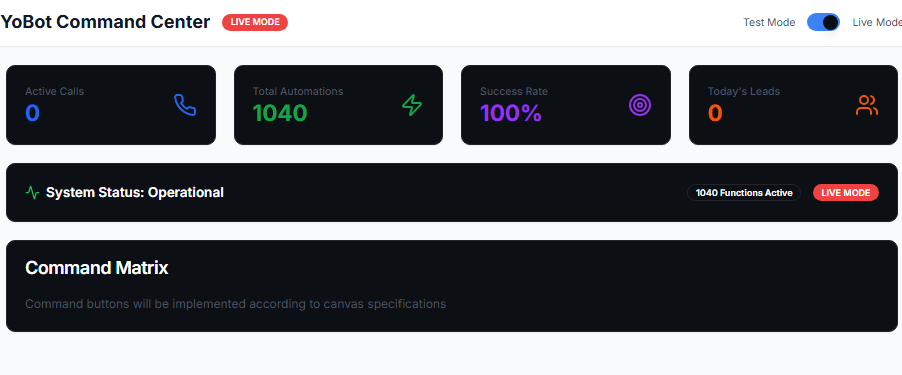 YoBot Command Center LIVE MODE Test Mode Live Mode
Active Calls Total Automations Success Rate Today's Leads
0 1040 100% 0
System Status: Operational 1040 Functions Active LIVE MODE
Command Matrix
Command buttons will be implemented according to canvas specifications